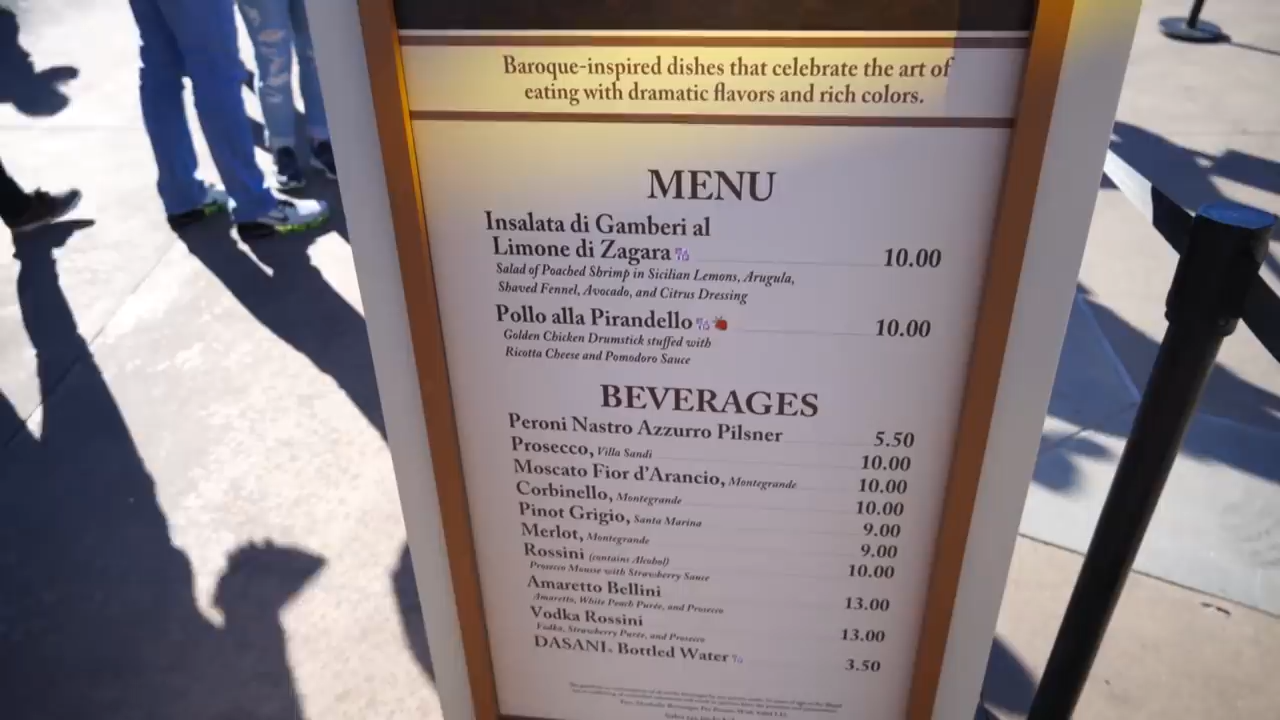 Baroque-inspired dishes that celebrate the art of
eating with dramatic flavors and rich colors.
MENU
Insalata di Gamberi al
Limone di Zagara 10.00
Salad of Poached Shrimp in Sicilian Lemons, Arugula,
Shaved Fennel, Avocado, and Citrus Dressing
Pollo alla Pirandello 10.00
Golden Chicken Drumstick stuffed with
Ricotta Cheese and Pomodoro Sauce
BEVERAGES
Peroni Nastro Azzurro Pilsner 5.50
Prosecco, Villa Sandi 10.00
Moscato Fior d'Arancio, Montegrande 10.00
Corbinello, Montegrande 10.00
Pinot Grigio, Santa Marina 9.00
Merlot, Montegrande 9.00
Rossini (contains Alcohol) 10.00
Prosecco Mousse with Strawberry Sauce
Amaretto Bellini 13.00
Amaretto, White Peach Purée, and Prosecco
Vodka Rossini 13.00
Vodka, Strawberry Purée, and Prosecco
DASANI® Bottled Water 3.50